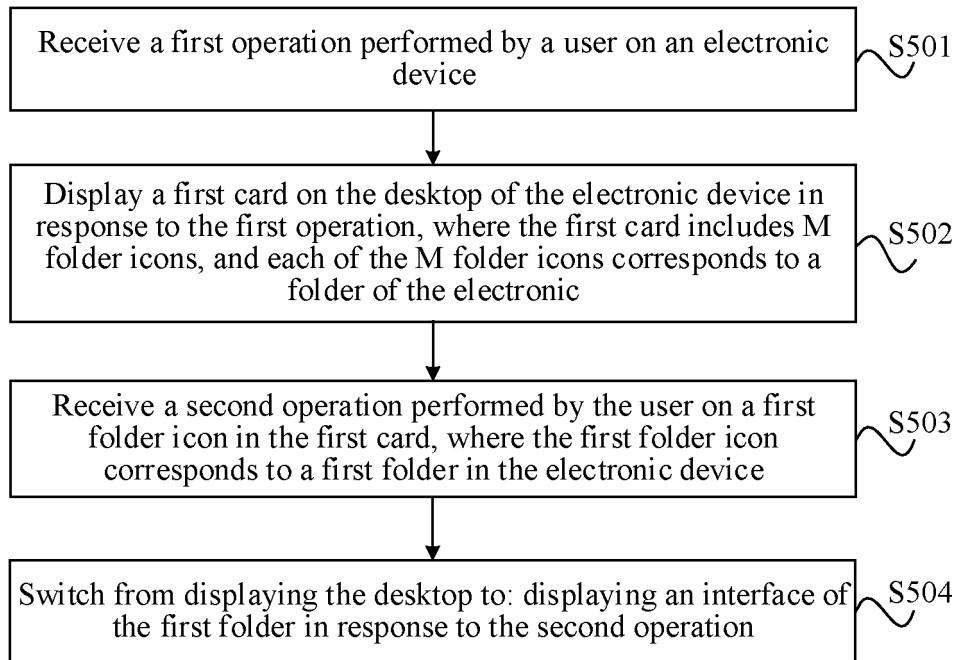 Receive a first operation performed by a user on an electronic
device
S501
Display a first card on the desktop of the electronic device in
response to the first operation, where the first card includes M
folder icons, and each of the M folder icons corresponds to a
folder of the electronic
S502
Receive a second operation performed by the user on a first
folder icon in the first card, where the first folder icon
corresponds to a first folder in the electronic device
S503
Switch from displaying the desktop to: displaying an interface of
the first folder in response to the second operation
S504